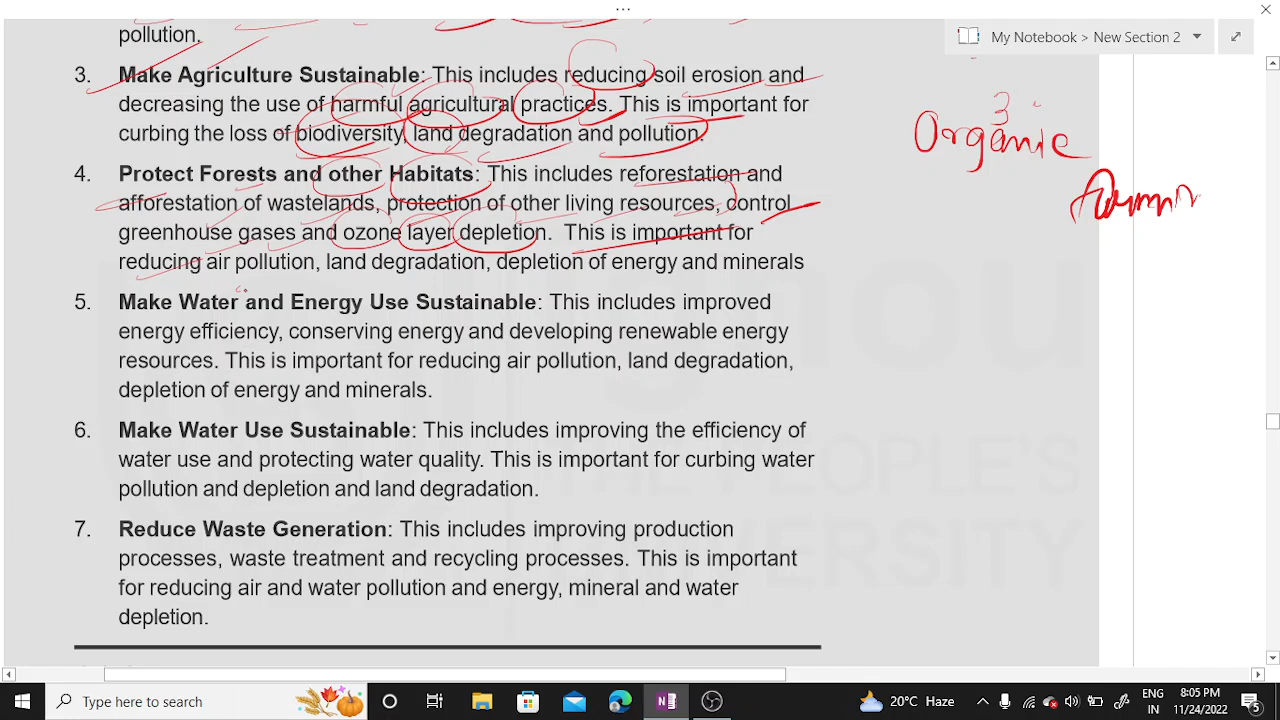 ...
My Notebook > New Section 2
pollution.
3. Make Agriculture Sustainable: This includes reducing soil erosion and
decreasing the use of harmful agricultural practices. This is important for
curbing the loss of biodiversity, land degradation and pollution.
4. Protect Forests and other Habitats: This includes reforestation and
afforestation of wastelands, protection of other living resources, control
greenhouse gases and ozone layer depletion. This is important for
reducing air pollution, land degradation, depletion of energy and minerals
5. Make Water and Energy Use Sustainable: This includes improved
energy efficiency, conserving energy and developing renewable energy
resources. This is important for reducing air pollution, land degradation,
depletion of energy and minerals.
6. Make Water Use Sustainable: This includes improving the efficiency of
water use and protecting water quality. This is important for curbing water
pollution and depletion and land degradation.
7. Reduce Waste Generation: This includes improving production
processes, waste treatment and recycling processes. This is important
for reducing air and water pollution and energy, mineral and water
depletion.
3
Organic
ignou
THE PEOPLE'S
UNIVERSITY
Type here to search
20°C Haze
ENG
IN
8:05 PM
11/24/2022
5